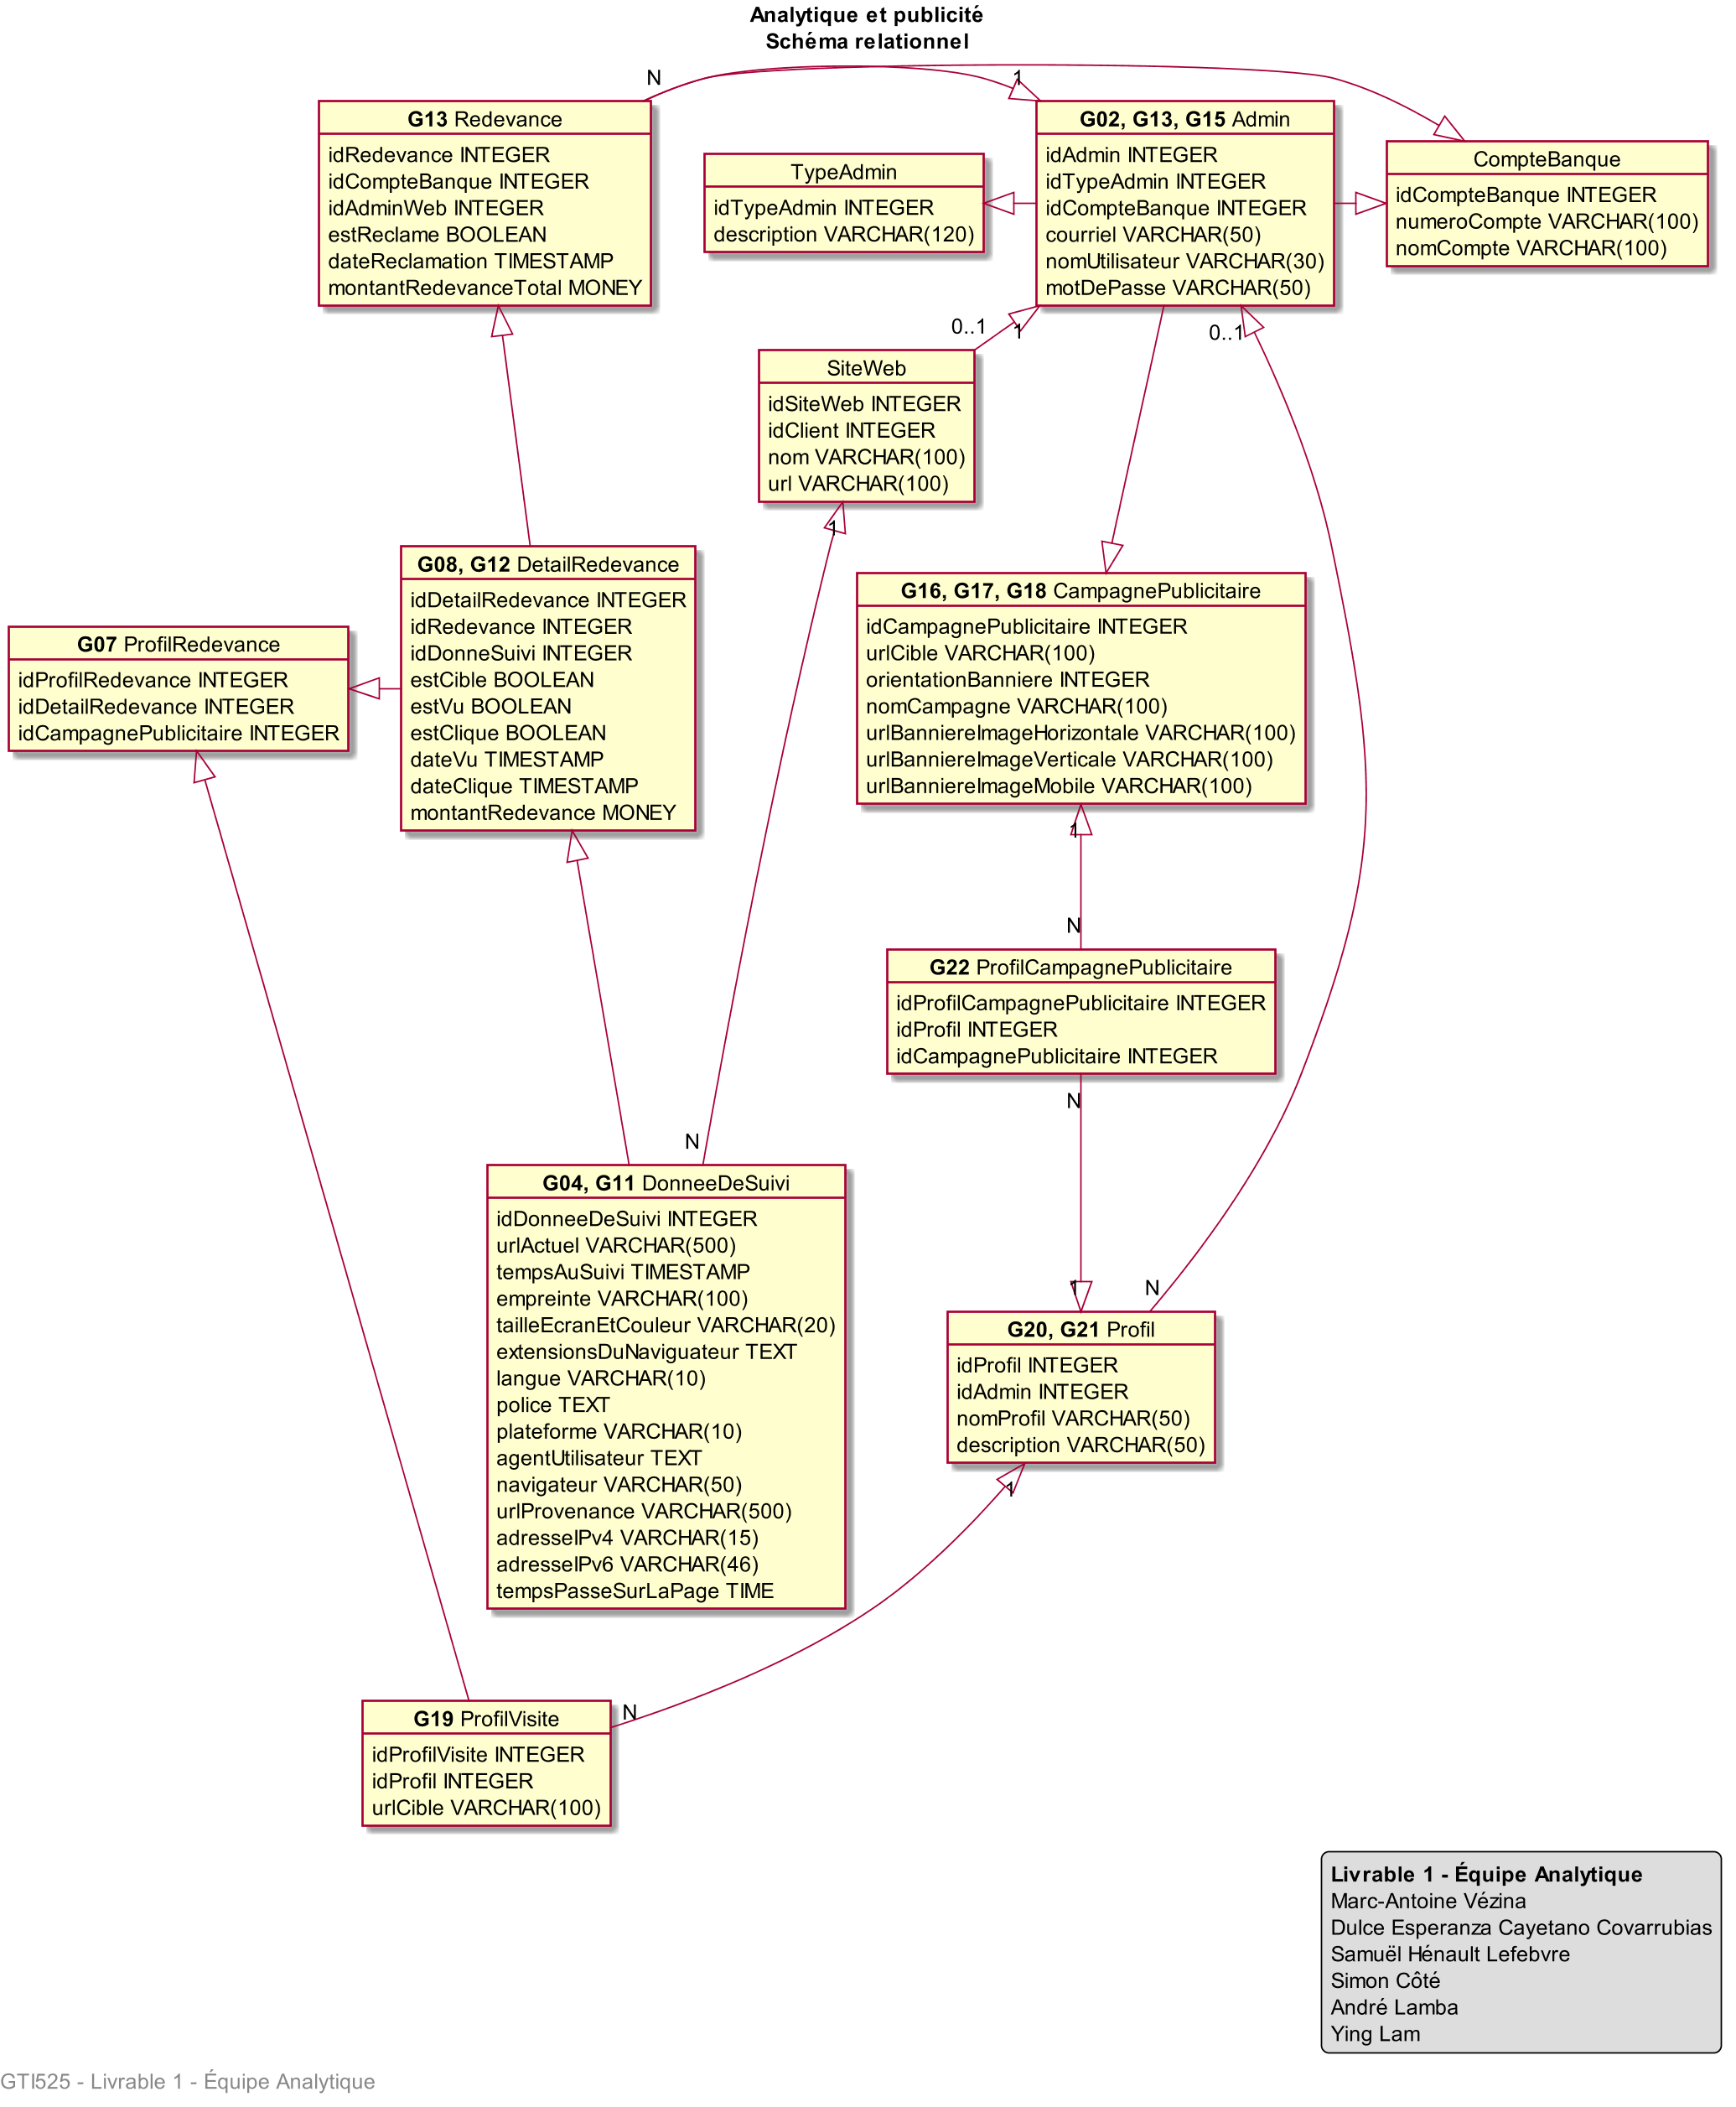 Analytique et publicité
Schéma relationnel
N
1
G13 Redevance
idRedevance INTEGER
idCompteBanque INTEGER
idAdminWeb INTEGER
estReclame BOOLEAN
dateReclamation TIMESTAMP
montantRedevanceTotal MONEY
TypeAdmin
idTypeAdmin INTEGER
description VARCHAR(120)
G02, G13, G15 Admin
idAdmin INTEGER
idTypeAdmin INTEGER
idCompteBanque INTEGER
courriel VARCHAR(50)
nomUtilisateur VARCHAR(30)
motDePasse VARCHAR(50)
CompteBanque
idCompteBanque INTEGER
numeroCompte VARCHAR(100)
nomCompte VARCHAR(100)
0..1
1
0..1
SiteWeb
idSiteWeb INTEGER
idClient INTEGER
nom VARCHAR(100)
url VARCHAR(100)
1
G08, G12 DetailRedevance
idDetailRedevance INTEGER
idRedevance INTEGER
idDonneSuivi INTEGER
estCible BOOLEAN
estVu BOOLEAN
estClique BOOLEAN
dateVu TIMESTAMP
dateClique TIMESTAMP
montantRedevance MONEY
G07 ProfilRedevance
idProfilRedevance INTEGER
idDetailRedevance INTEGER
idCampagnePublicitaire INTEGER
G16, G17, G18 CampagnePublicitaire
idCampagnePublicitaire INTEGER
urlCible VARCHAR(100)
orientationBanniere INTEGER
nomCampagne VARCHAR(100)
urlBanniereImageHorizontale VARCHAR(100)
urlBanniereImageVerticale VARCHAR(100)
urlBanniereImageMobile VARCHAR(100)
1
N
G22 ProfilCampagnePublicitaire
idProfilCampagnePublicitaire INTEGER
idProfil INTEGER
idCampagnePublicitaire INTEGER
N
N
G04, G11 DonneeDeSuivi
idDonneeDeSuivi INTEGER
urlActuel VARCHAR(500)
tempsAuSuivi TIMESTAMP
empreinte VARCHAR(100)
tailleEcranEtCouleur VARCHAR(20)
extensionsDuNaviguateur TEXT
langue VARCHAR(10)
police TEXT
plateforme VARCHAR(10)
agentUtilisateur TEXT
navigateur VARCHAR(50)
urlProvenance VARCHAR(500)
adresseIPv4 VARCHAR(15)
adresseIPv6 VARCHAR(46)
tempsPasseSurLaPage TIME
1
N
G20, G21 Profil
idProfil INTEGER
idAdmin INTEGER
nomProfil VARCHAR(50)
description VARCHAR(50)
1
N
G19 ProfilVisite
idProfilVisite INTEGER
idProfil INTEGER
urlCible VARCHAR(100)
Livrable 1 - Équipe Analytique
Marc-Antoine Vézina
Dulce Esperanza Cayetano Covarrubias
Samuël Hénault Lefebvre
Simon Côté
André Lamba
Ying Lam
GTI525 - Livrable 1 - Équipe Analytique